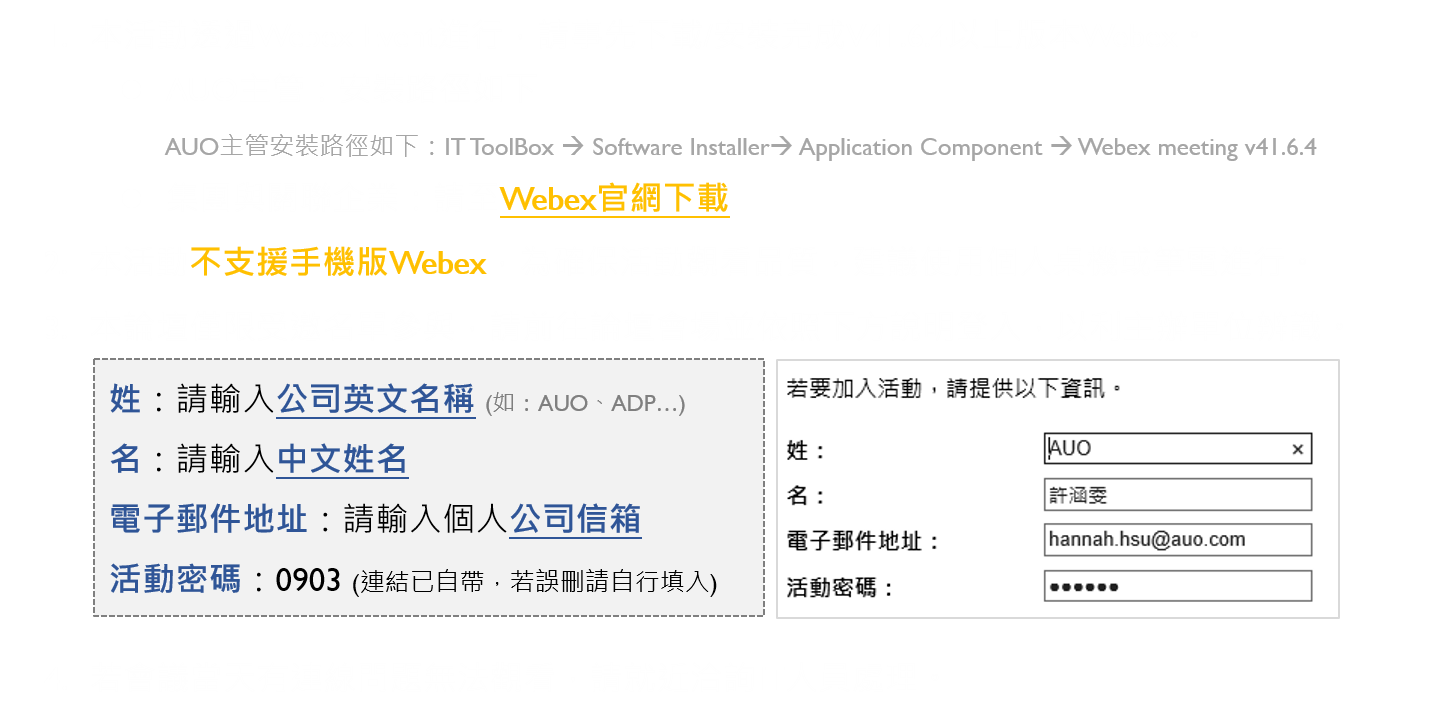 AUO主管安裝路徑如下：IT ToolBox → Software Installer→ Application Component → Webex meeting v41.6.4
Webex官網下載
不支援手機版Webex
姓：請輸入公司英文名稱 (如：AUO、ADP…)
名：請輸入中文姓名
電子郵件地址：請輸入個人公司信箱
活動密碼：0903 (連結已自帶，若誤刪請自行填入)
若要加入活動，請提供以下資訊。
姓： AUO ×
名： 許涵雯
電子郵件地址： hannah.hsu@auo.com
活動密碼： ●●●●●●